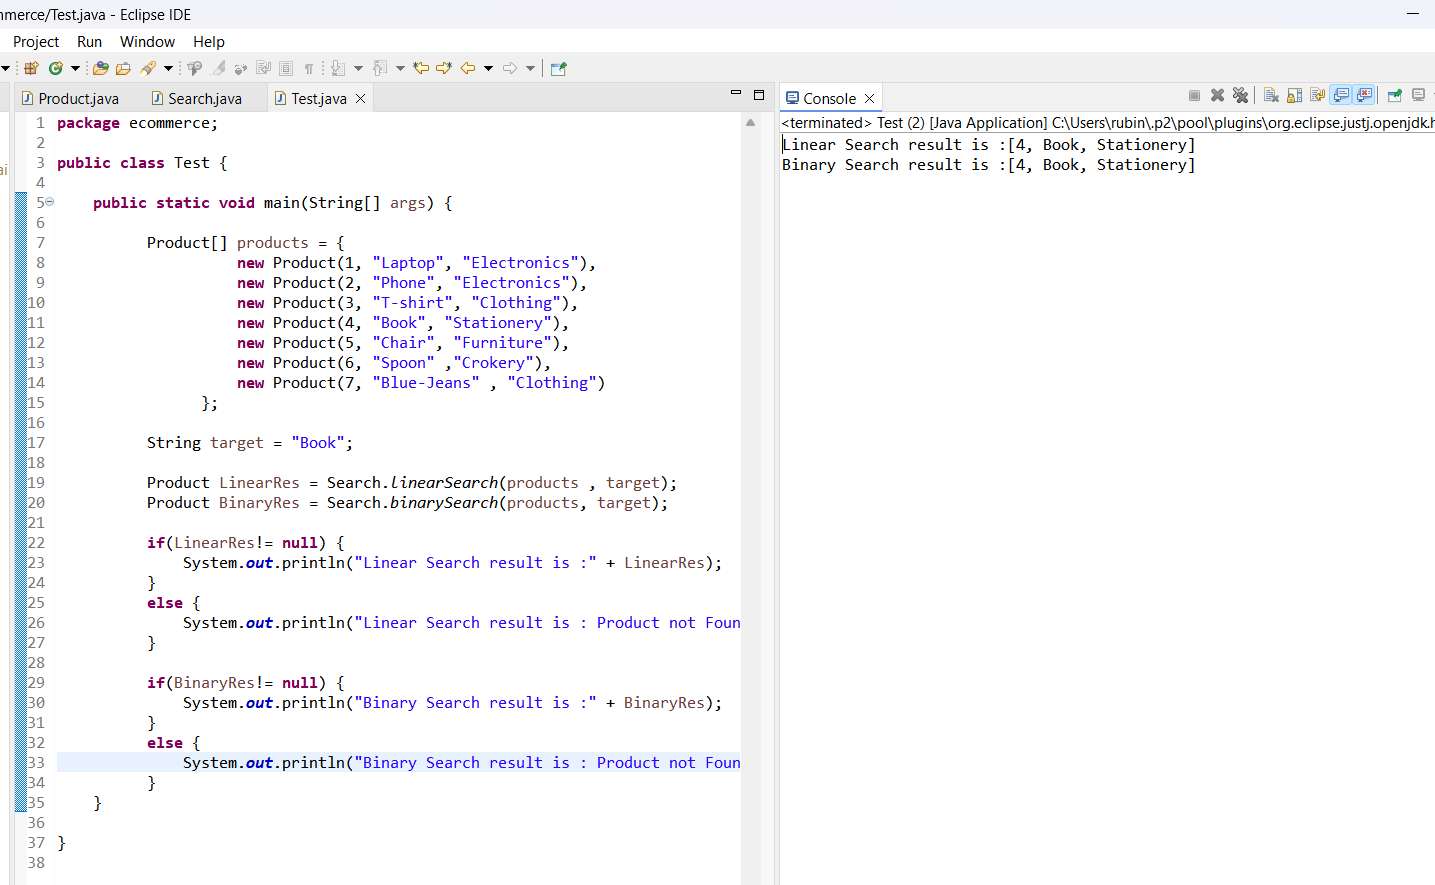 mmerce/Test.java - Eclipse IDE
Project Run Window Help
Product.java Search.java Test.java
1 package ecommerce;
2
3 public class Test {
4
5 public static void main(String[] args) {
6
7 Product[] products = {
8 new Product(1, "Laptop", "Electronics"),
9 new Product(2, "Phone", "Electronics"),
10 new Product(3, "T-shirt", "Clothing"),
11 new Product(4, "Book", "Stationery"),
12 new Product(5, "Chair", "Furniture"),
13 new Product(6, "Spoon" ,"Crokery"),
14 new Product(7, "Blue-Jeans" , "Clothing")
15 };
16
17 String target = "Book";
18
19 Product LinearRes = Search.linearSearch(products , target);
20 Product BinaryRes = Search.binarySearch(products, target);
21
22 if(LinearRes!= null) {
23 System.out.println("Linear Search result is :" + LinearRes);
24 }
25 else {
26 System.out.println("Linear Search result is : Product not Foun
27 }
28
29 if(BinaryRes!= null) {
30 System.out.println("Binary Search result is :" + BinaryRes);
31 }
32 else {
33 System.out.println("Binary Search result is : Product not Foun
34 }
35 }
36
37 }
38
Console
<terminated> Test (2) [Java Application] C:\Users\rubin\.p2\pool\plugins\org.eclipse.justj.openjdk.h
Linear Search result is :[4, Book, Stationery]
Binary Search result is :[4, Book, Stationery]